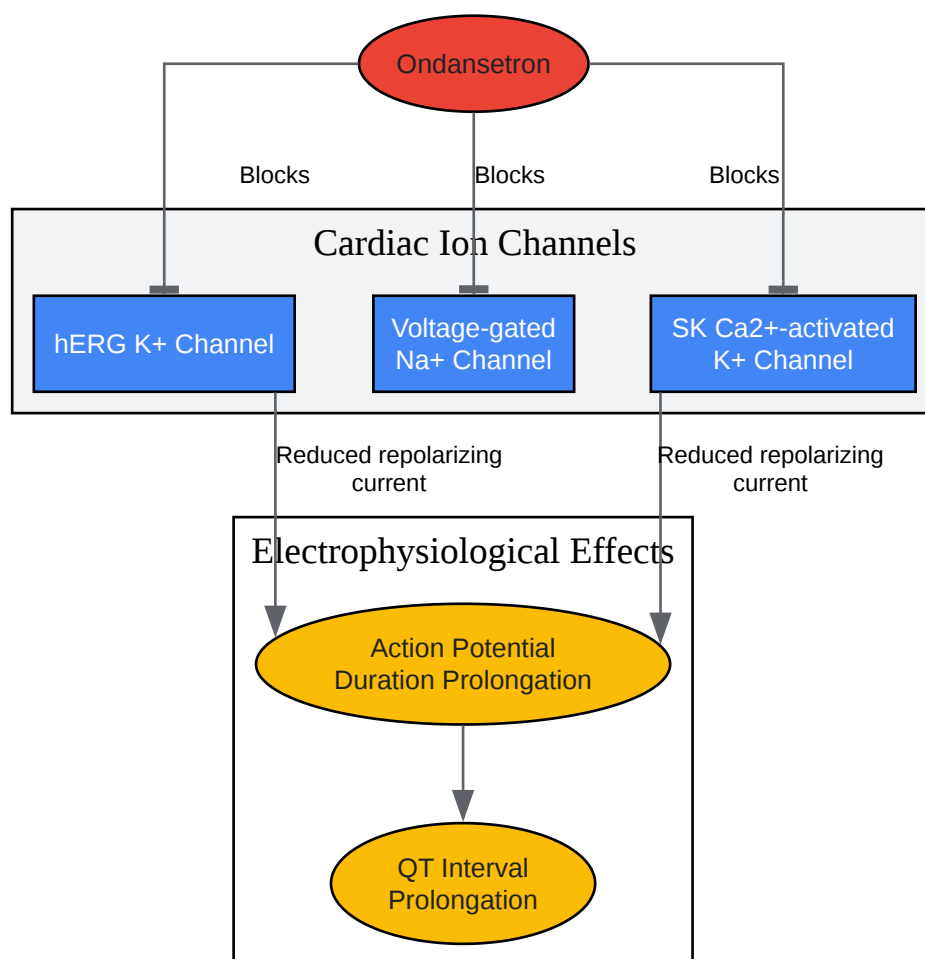 Ondansetron
Blocks
Blocks
Blocks
Cardiac Ion Channels
hERG K+ Channel
Voltage-gated
Na+ Channel
SK Ca2+-activated
K+ Channel
Reduced repolarizing
current
Reduced repolarizing
current
Electrophysiological Effects
Action Potential
Duration Prolongation
QT Interval
Prolongation